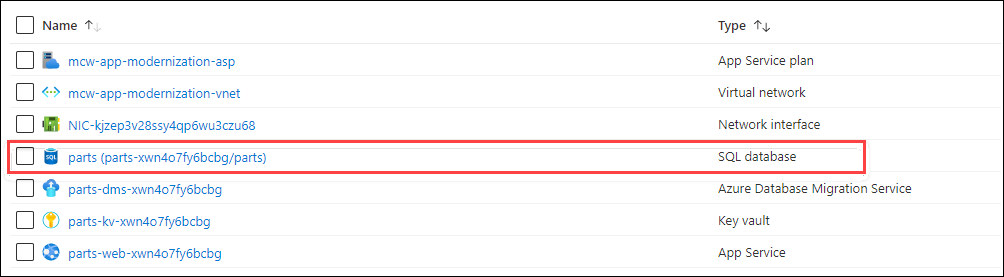 Name ↑↓ Type ↑↓
mcw-app-modernization-asp App Service plan
mcw-app-modernization-vnet Virtual network
NIC-kjzep3v28ssy4qp6wu3czu68 Network interface
SQL parts (parts-xwn4o7fy6bcbg/parts) SQL database
parts-dms-xwn4o7fy6bcbg Azure Database Migration Service
parts-kv-xwn4o7fy6bcbg Key vault
parts-web-xwn4o7fy6bcbg App Service